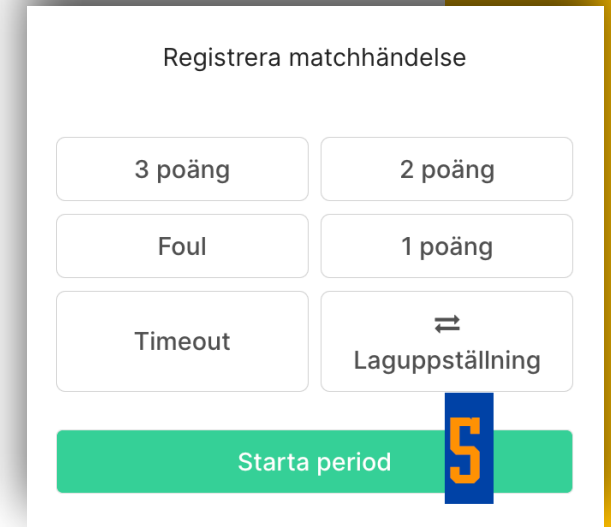 Registrera matchhändelse
3 poäng
2 poäng
Foul
1 poäng
Timeout
Laguppställning
Starta period
S